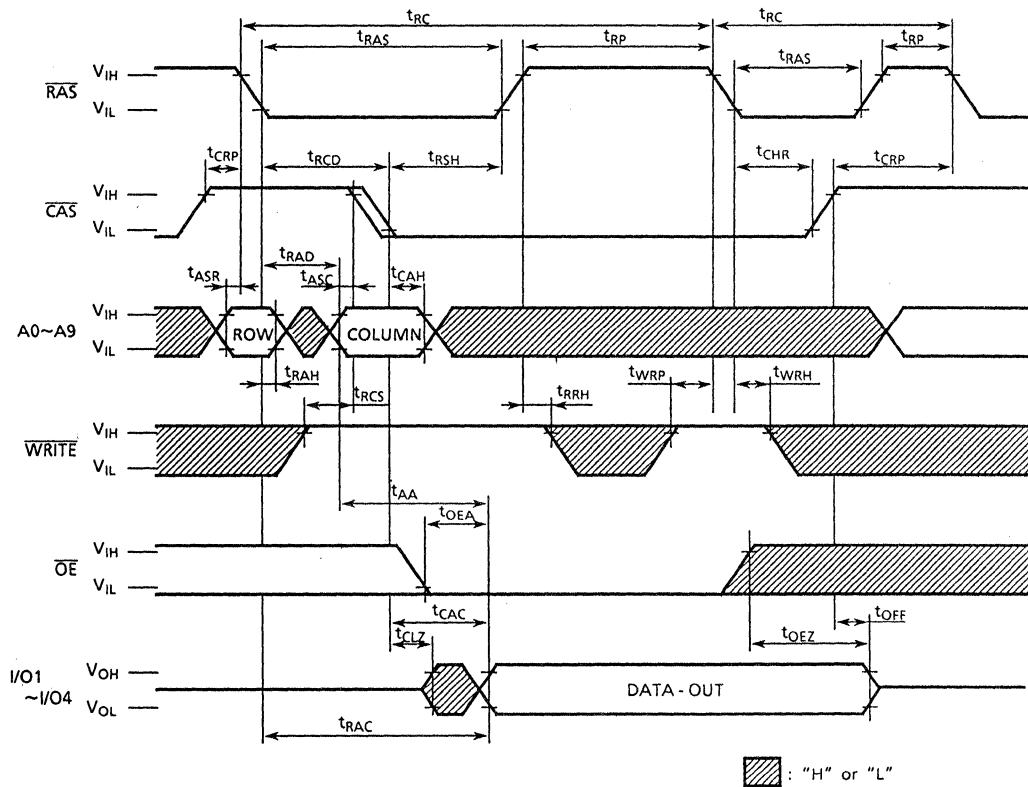 tRC tRC
tRAS tRP tRAS tRP
RAS VIH
VIL
tCRP tRCD tRSH tCHR tCRP
CAS VIH
VIL
tASR tRAD tASC tCAH
A0~A9 VIH
VIL
ROW COLUMN
tRAH tRCS tRRH tWRP tWRH
WRITE VIH
VIL
tAA
tOEA
OE VIH
VIL
tCAC
tCLZ tOEZ tOFF
I/O1
~I/O4
VOH
VOL
DATA - OUT
tRAC
: "H" or "L"